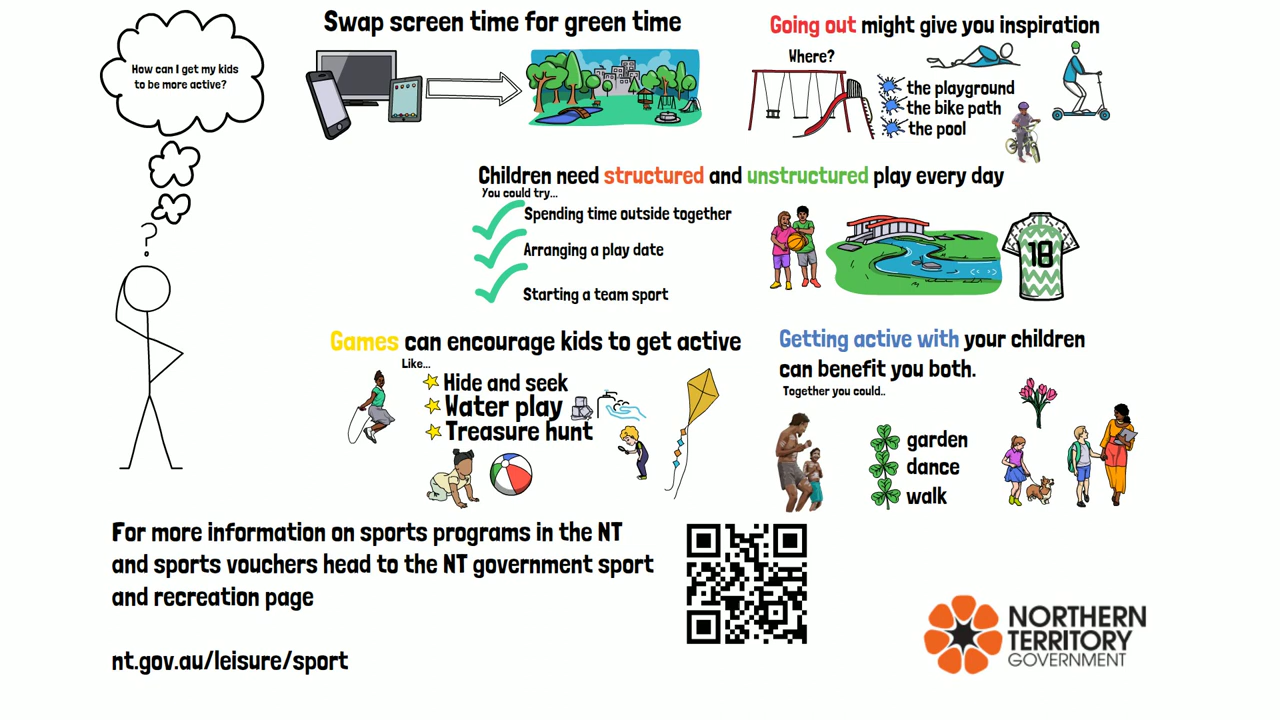 How can I get my kids
to be more active?
Swap screen time for green time
Going out might give you inspiration
Where?
the playground
the bike path
the pool
Children need structured and unstructured play every day
You could try...
Spending time outside together
Arranging a play date
Starting a team sport
18
Games can encourage kids to get active
Like...
Hide and seek
Water play
Treasure hunt
Getting active with your children
can benefit you both.
Together you could..
garden
dance
walk
?
For more information on sports programs in the NT
and sports vouchers head to the NT government sport
and recreation page
nt.gov.au/leisure/sport
NORTHERN
TERRITORY
GOVERNMENT